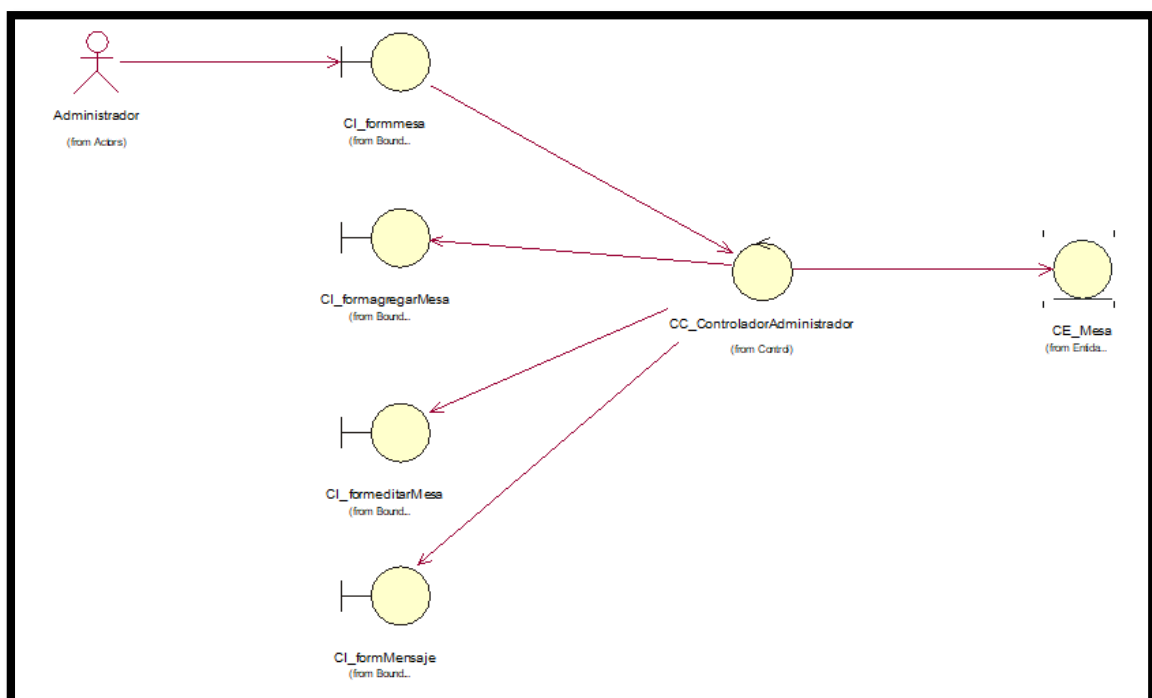 Administrador
(from Actors)
CI_formmesa
(from Bound...
CI_formagregarMesa
(from Bound...
CC_ControladorAdministrador
(from Control)
CE_Mesa
(from Entida...
CI_formeditarMesa
(from Bound...
CI_formMensaje
(from Bound...